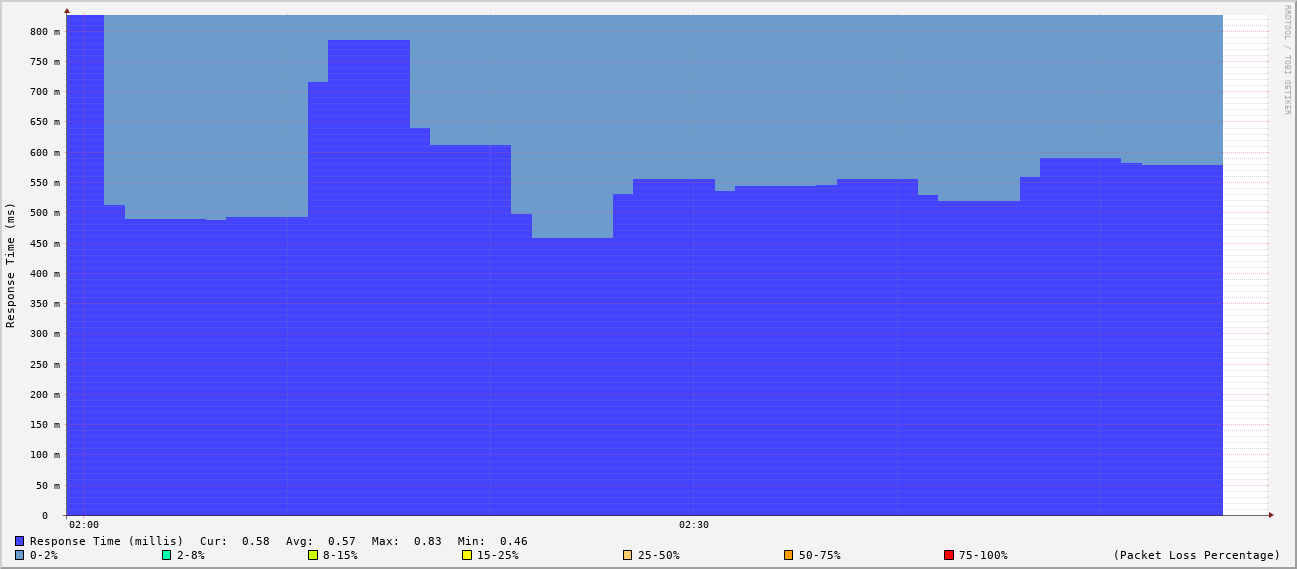 RRDTOOL / TOBI OETIKER
Response Time (ms)
800 m
750 m
700 m
650 m
600 m
550 m
500 m
450 m
400 m
350 m
300 m
250 m
200 m
150 m
100 m
50 m
0
02:00 02:30
Response Time (millis) Cur: 0.58 Avg: 0.57 Max: 0.83 Min: 0.46
0-2% 2-8% 8-15% 15-25% 25-50% 50-75% 75-100% (Packet Loss Percentage)